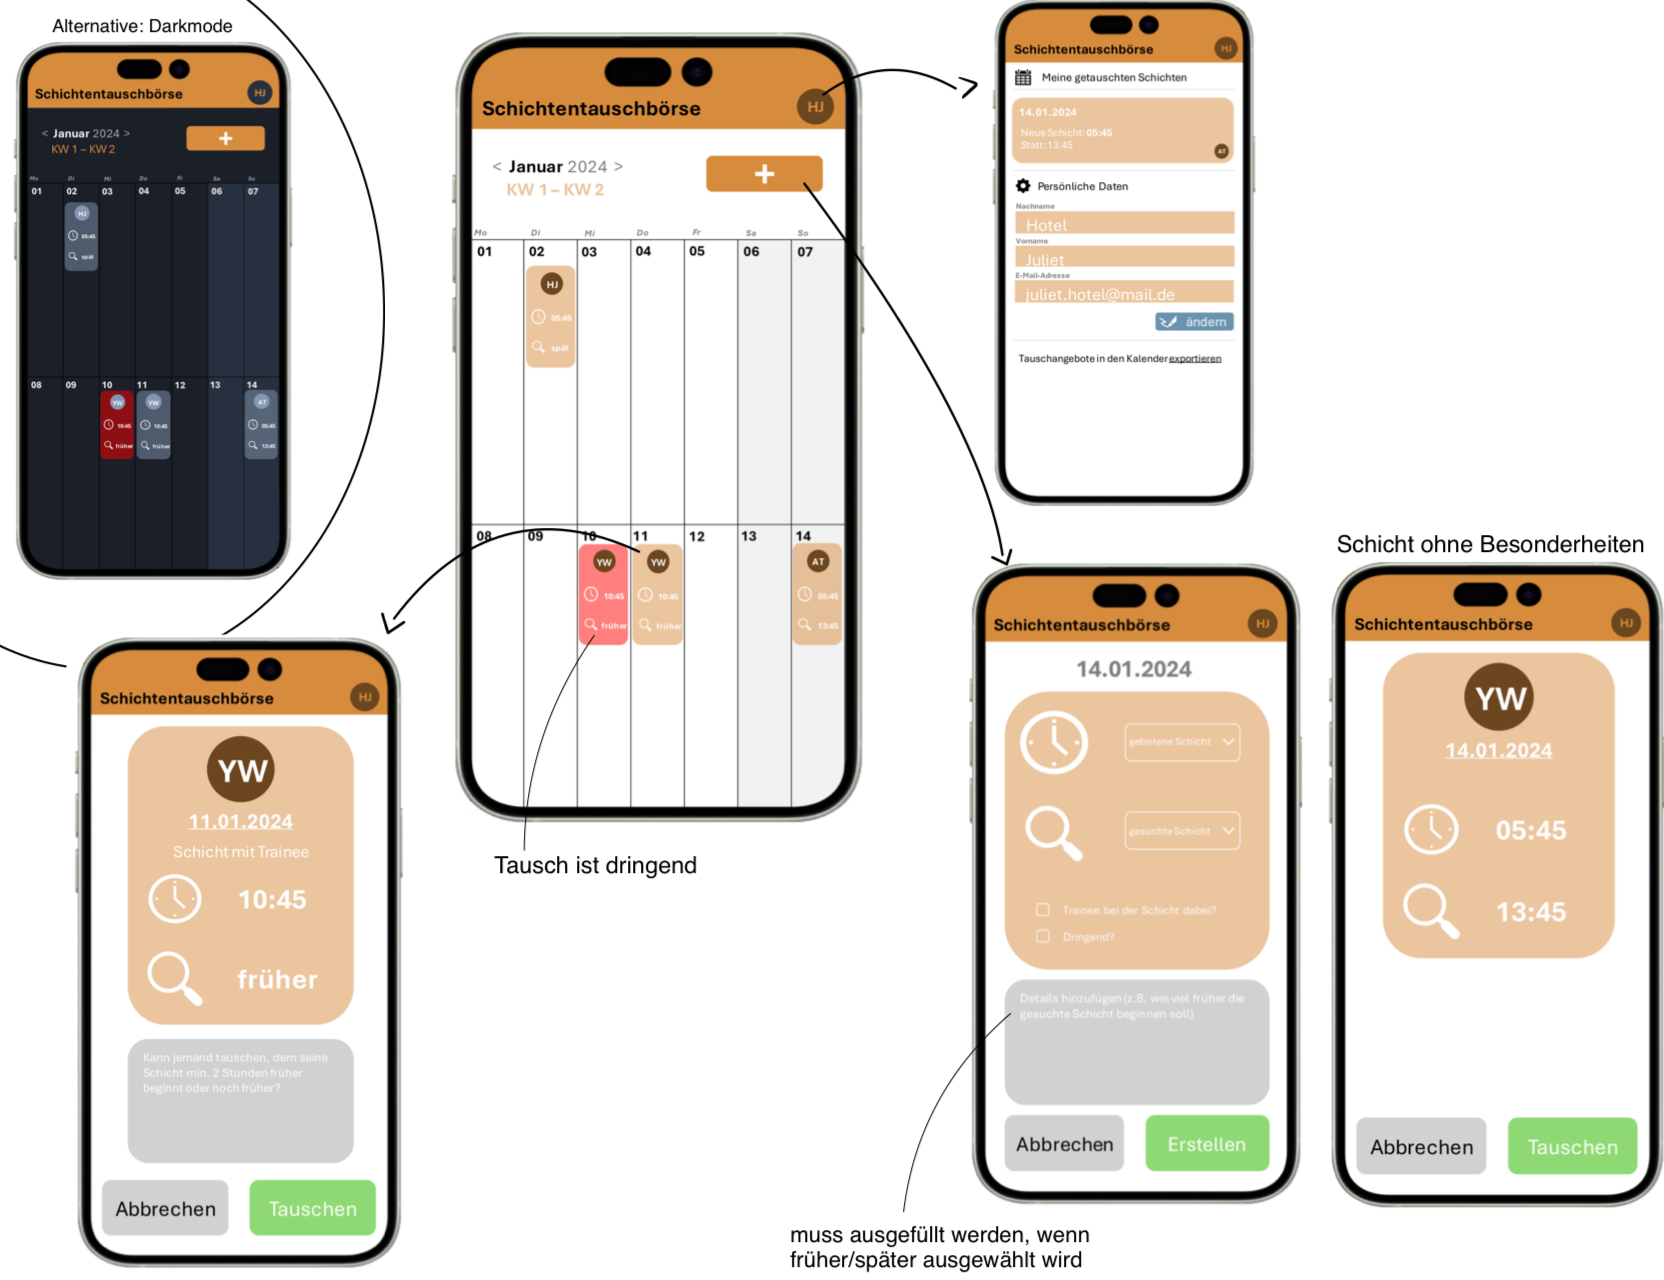 Alternative: Darkmode
Schichtentauschbörse
HJ
< Januar 2024 >
KW 1 – KW 2
+
Mo Di Mi Do Fr Sa So
01 02 03 04 05 06 07
HJ
05:45
spät
08 09 10 11 12 13 14
YW YW AT
10:45 10:45 05:45
früher früher 13:45
Schichtentauschbörse
HJ
< Januar 2024 >
KW 1 – KW 2
+
Mo Di Mi Do Fr Sa So
01 02 03 04 05 06 07
HJ
05:45
spät
08 09 10 11 12 13 14
YW YW AT
10:45 10:45 05:45
früher früher 13:45
Tausch ist dringend
Schichtentauschbörse
HJ
Meine getauschten Schichten
14.01.2024
Neue Schicht: 05:45
Statt: 13:45
AT
Persönliche Daten
Nachname
Hotel
Vorname
Juliet
E-Mail-Adresse
juliet.hotel@mail.de
ändern
Tauschangebote in den Kalender exportieren
Schichtentauschbörse
HJ
YW
11.01.2024
Schicht mit Trainee
10:45
früher
Kann jemand tauschen, dem seine
Schicht min. 2 Stunden früher
beginnt oder noch früher?
Abbrechen
Tauschen
Schichtentauschbörse
HJ
14.01.2024
gebotene Schicht
gesuchte Schicht
Trainee bei der Schicht dabei?
Dringend?
Details hinzufügen (z.B. wie viel früher die
gesuchte Schicht beginnen soll)
Abbrechen
Erstellen
muss ausgefüllt werden, wenn
früher/später ausgewählt wird
Schicht ohne Besonderheiten
Schichtentauschbörse
HJ
YW
14.01.2024
05:45
13:45
Abbrechen
Tauschen